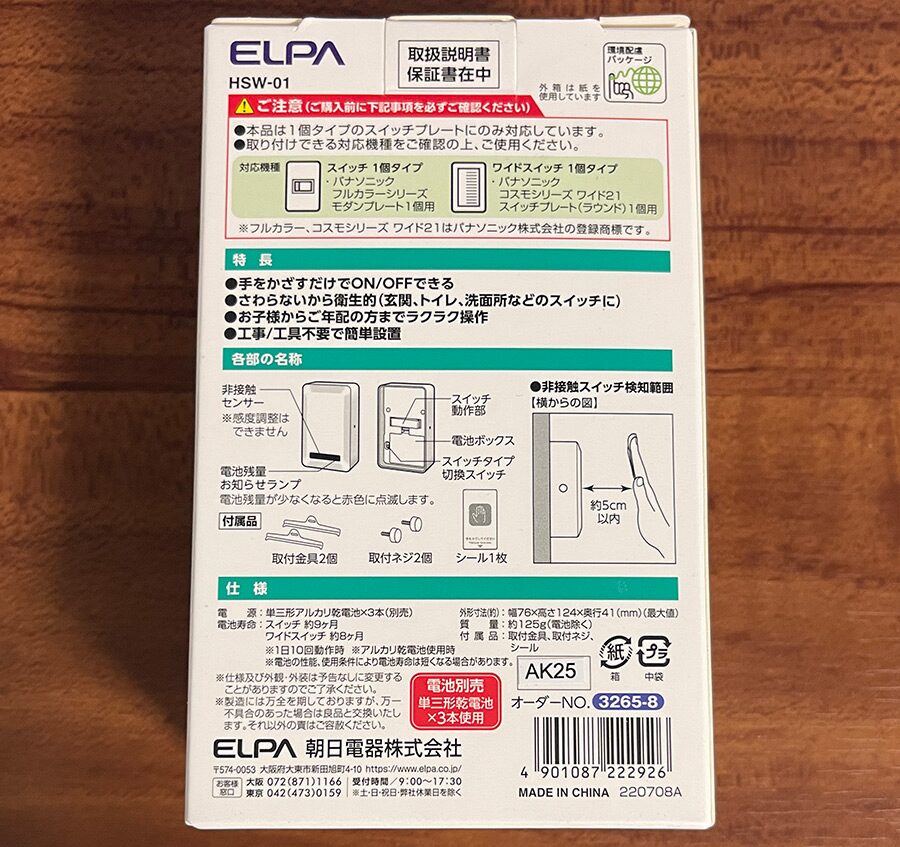 ELPA
HSW-01
取扱説明書
保証書在中
環境配慮
パッケージ
外箱は紙を
使用しています
ご注意(ご購入前に下記事項を必ずご確認ください)
●本品は1個タイプのスイッチプレートにのみ対応しています。
●取り付けできる対応機種をご確認の上、ご使用ください。
対応機種
スイッチ 1個タイプ
・パナソニック
フルカラーシリーズ
モダンプレート1個用
ワイドスイッチ 1個タイプ
・パナソニック
コスモシリーズ ワイド21
スイッチプレート(ラウンド)1個用
※フルカラー、コスモシリーズ ワイド21はパナソニック株式会社の登録商標です。
特長
●手をかざすだけでON/OFFできる
●さわらないから衛生的(玄関、トイレ、洗面所などのスイッチに)
●お子様からご年配の方までラクラク操作
●工事/工具不要で簡単設置
各部の名称
非接触
センサー
※感度調整は
できません
電池残量
お知らせランプ
電池残量が少なくなると赤色に点滅します。
スイッチ
動作部
電池ボックス
スイッチタイプ
切換スイッチ
●非接触スイッチ検知範囲
【横からの図】
約5cm
以内
付属品
取付金具2個
取付ネジ2個
シール1枚
仕様
電源:単三形アルカリ乾電池×3本(別売)
電池寿命:スイッチ 約9ヶ月
ワイドスイッチ 約8ヶ月
※1日10回動作時 ※アルカリ乾電池使用時
※電池の性能、使用条件により電池寿命は短くなる場合があります。
外形寸法(約):幅76×高さ124×奥行41(mm)(最大値)
質量:約125g(電池除く)
付属品:取付金具、取付ネジ、
シール
紙
箱
プラ
中袋
※仕様及び外観・外装は予告なしに変更する
ことがありますのでご了承ください。
※製造には万全を期しておりますが、万一
不具合のあった場合は良品と交換いたし
ます。それ以外の責はご容赦ください。
電池別売
単三形乾電池
×3本使用
AK25
オーダーNO. 3265-8
ELPA 朝日電器株式会社
〒574-0053 大阪府大東市新田旭町4-10 https://www.elpa.co.jp/
お客様
窓口
大阪 072(871)1166
東京 042(473)0159
受付時間/9:00~17:30
※土・日・祝日・弊社休業日を除く
4 901087 222926
MADE IN CHINA 220708A